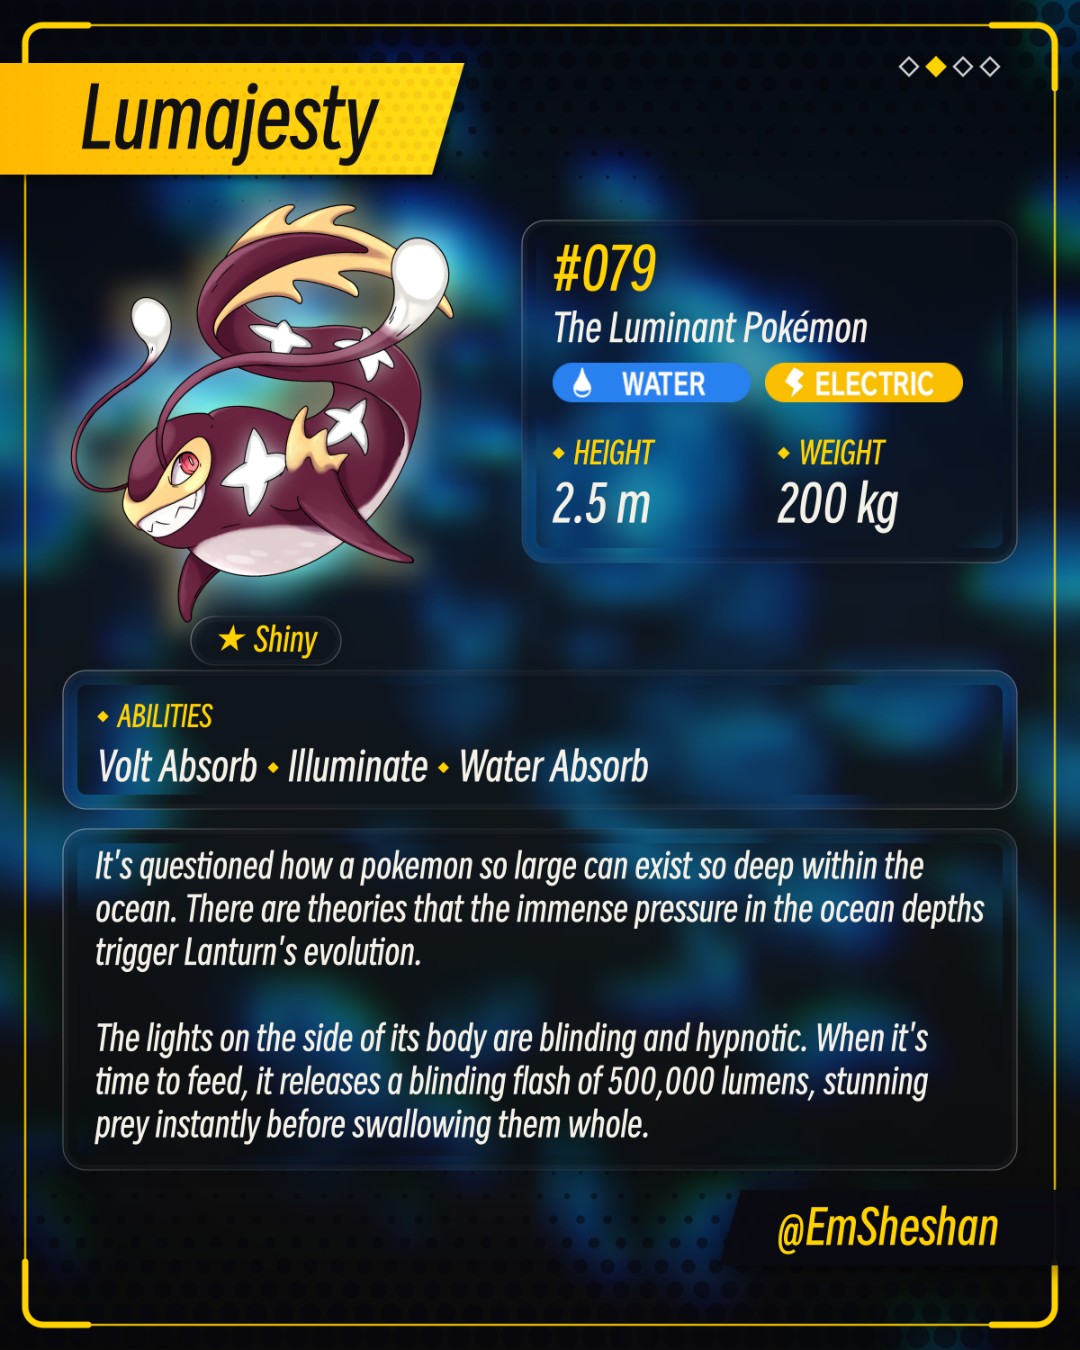 Lumajesty
#079
The Luminant Pokémon
WATER ELECTRIC
HEIGHT WEIGHT
2.5 m 200 kg
Shiny
ABILITIES
Volt Absorb • Illuminate • Water Absorb
It's questioned how a pokemon so large can exist so deep within the
ocean. There are theories that the immense pressure in the ocean depths
trigger Lanturn's evolution.
The lights on the side of its body are blinding and hypnotic. When it's
time to feed, it releases a blinding flash of 500,000 lumens, stunning
prey instantly before swallowing them whole.
@EmSheshan